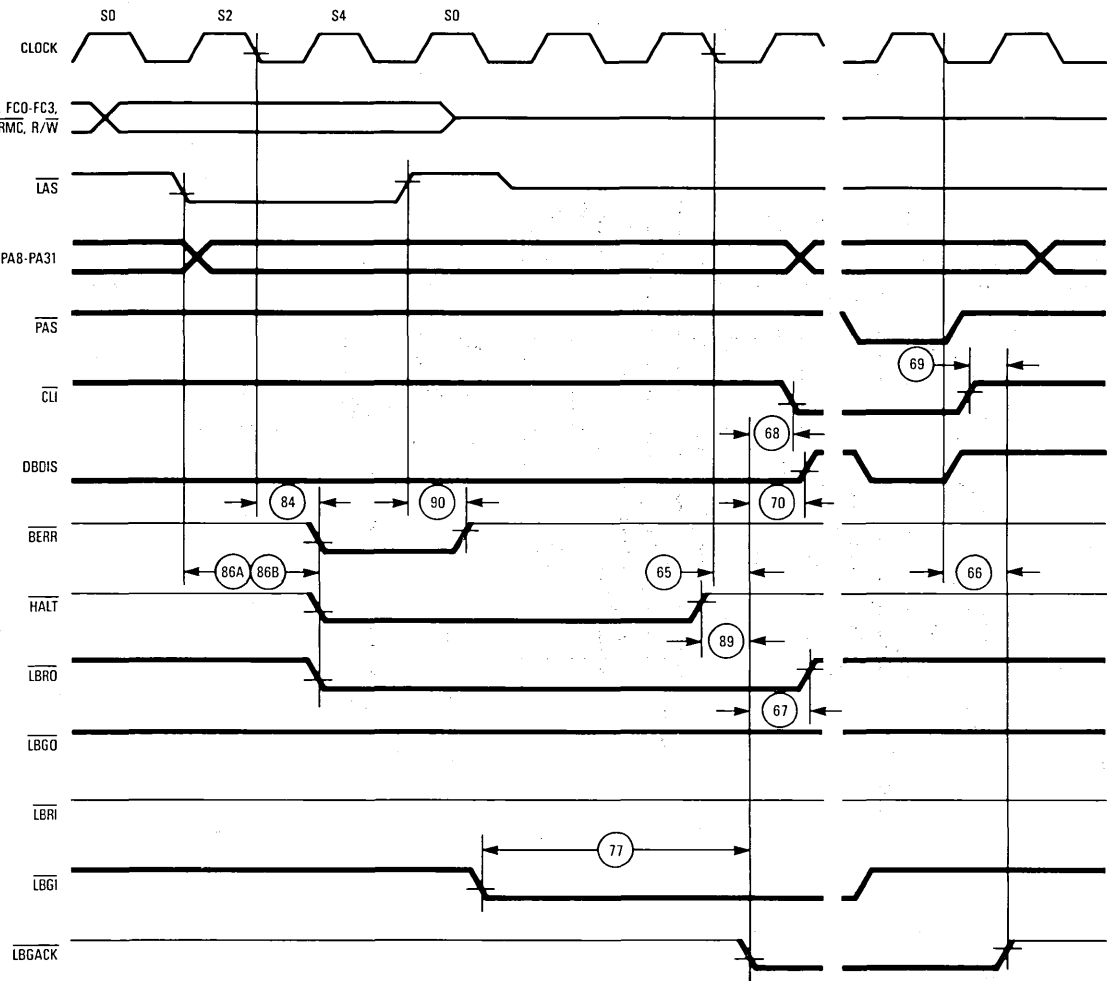 S0 S2 S4 S0
CLOCK
FC0-FC3,
RMC, R/W
LAS
PA8-PA31
PAS
69
CLI
68
DBDIS
84 90 70
BERR
86A 86B 65 66
HALT
89
LBRO
67
LBGO
LBRI
77
LBGI
LBGACK